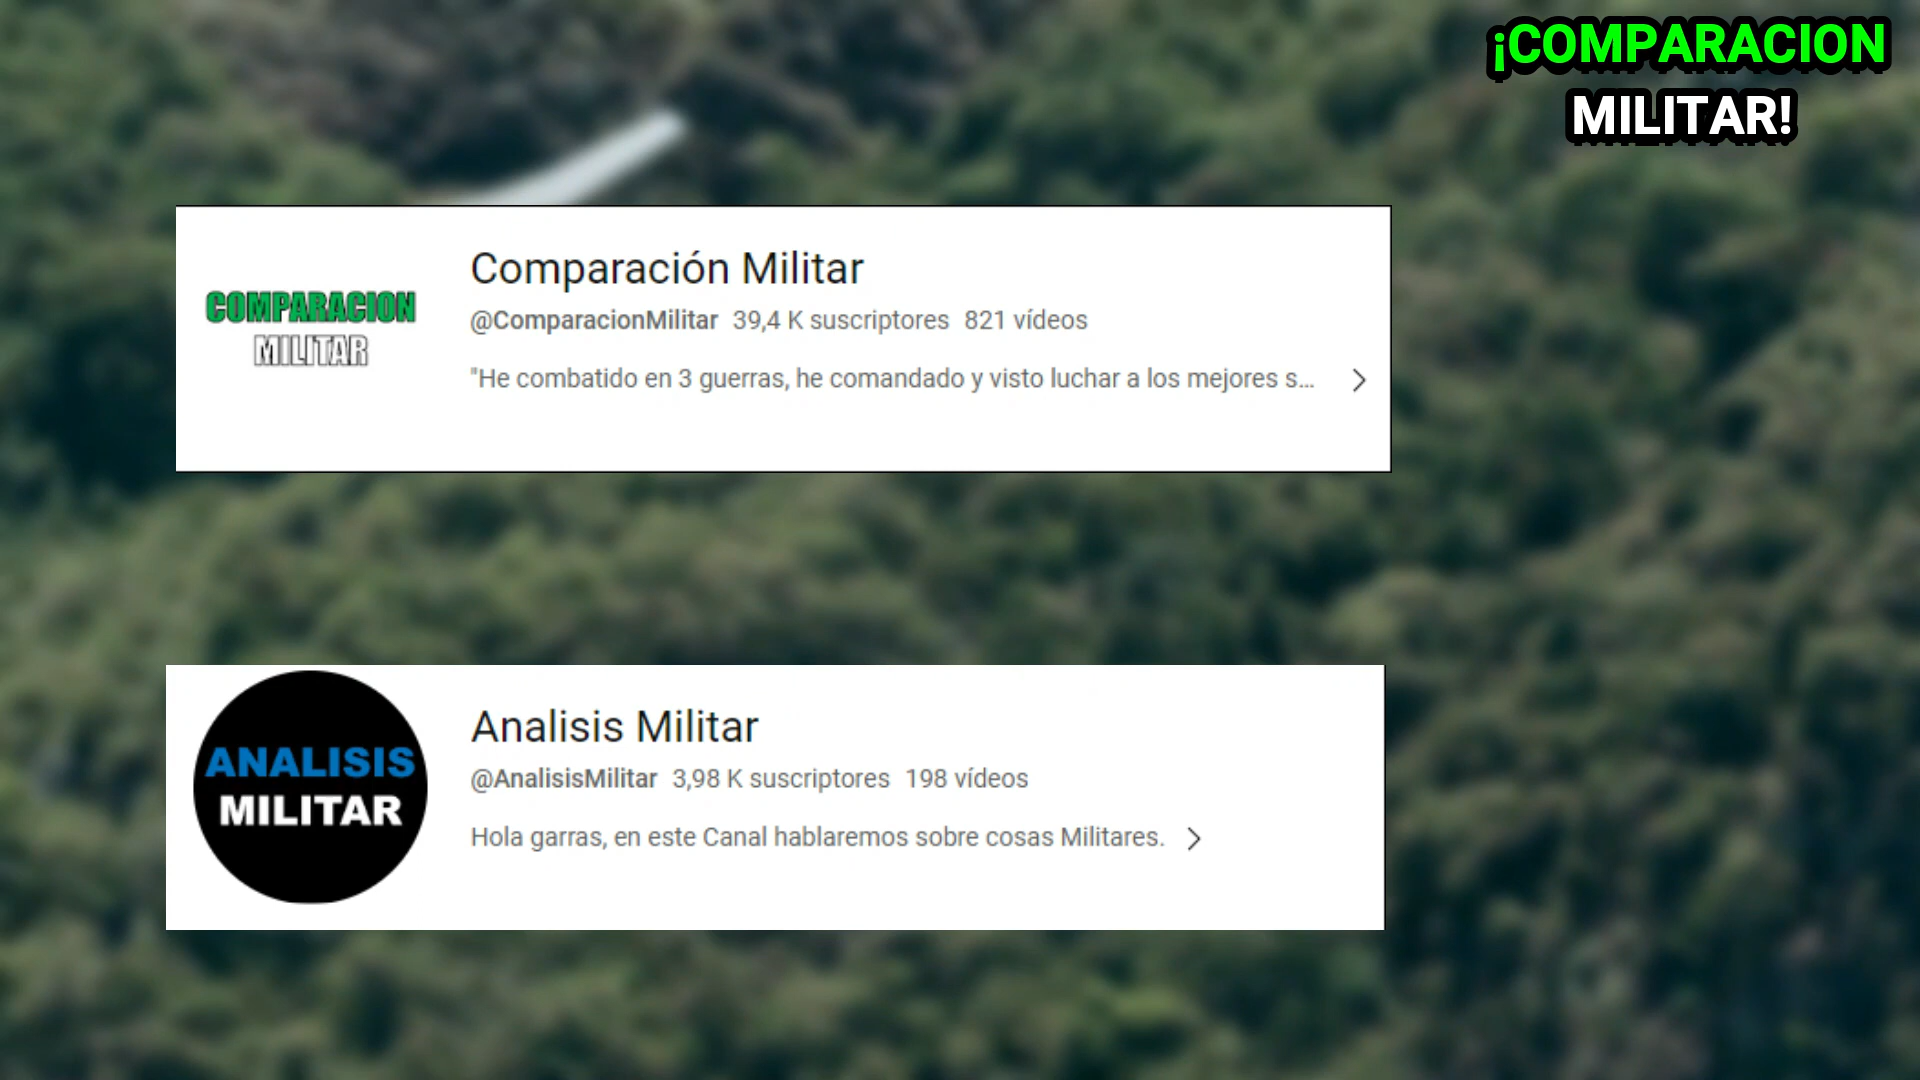 ¡COMPARACION
MILITAR!
COMPARACION
MILITAR
Comparación Militar
@ComparacionMilitar 39,4 K suscriptores 821 vídeos
"He combatido en 3 guerras, he comandado y visto luchar a los mejores s...
ANALISIS
MILITAR
Analisis Militar
@AnalisisMilitar 3,98 K suscriptores 198 vídeos
Hola garras, en este Canal hablaremos sobre cosas Militares.